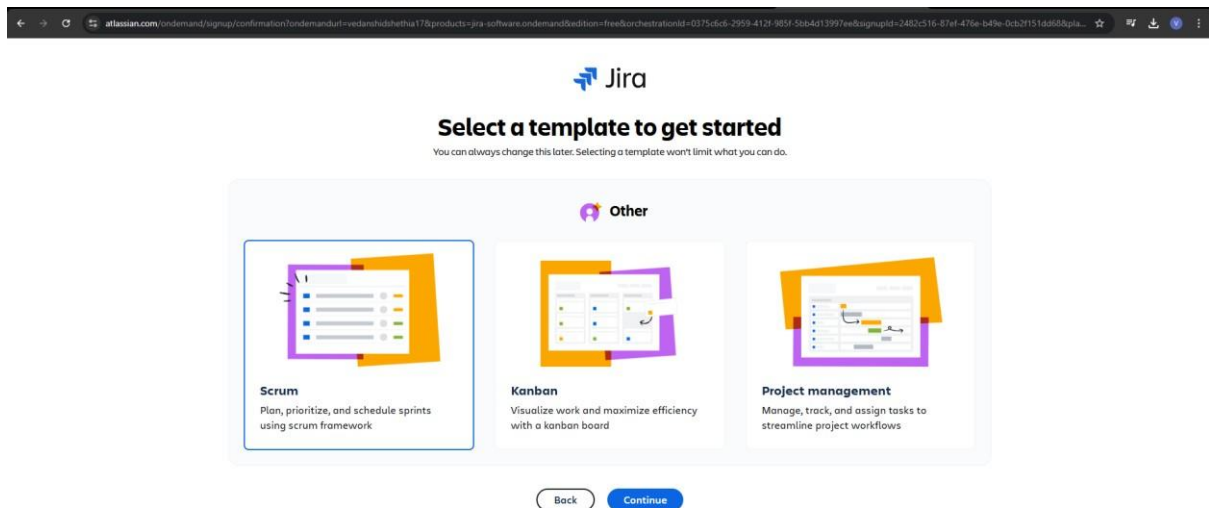 atlassian.com/ondemand/signup/confirmation?ondemandurl=vedanshidshethia17&products=jira-software.ondemand&edition=free&orchestrationId=0375c6c6-2959-412f-985f-5bb4d13997ee&signupId=2482c516-87ef-476e-b49e-0cb2f151dd68&pla...
V
Jira
Select a template to get started
You can always change this later. Selecting a template won't limit what you can do.
Other
Scrum
Plan, prioritize, and schedule sprints
using scrum framework
Kanban
Visualize work and maximize efficiency
with a kanban board
Project management
Manage, track, and assign tasks to
streamline project workflows
Back
Continue